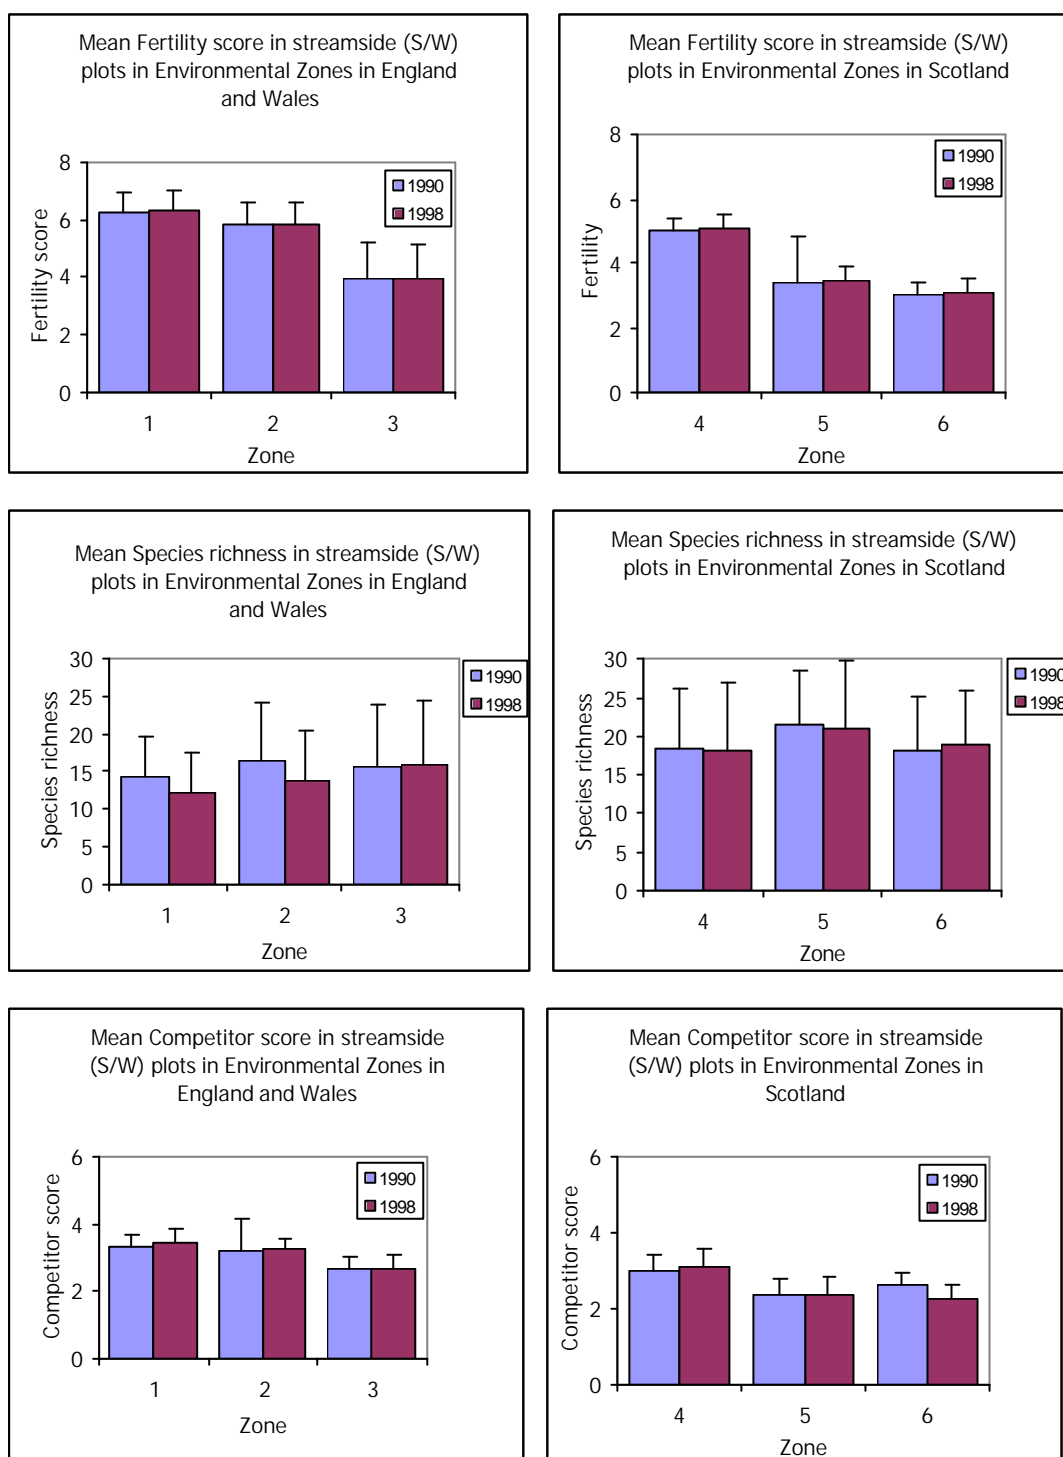 Mean Fertility score in streamside (S/W)
plots in Environmental Zones in England
and Wales
8
6
4
2
0
Fertility score
1990
1998
1
2
3
Zone
Mean Fertility score in streamside (S/W)
plots in Environmental Zones in Scotland
8
6
4
2
0
Fertility
1990
1998
4
5
6
Zone
Mean Species richness in streamside (S/W)
plots in Environmental Zones in England
and Wales
30
25
20
15
10
5
0
Species richness
1990
1998
1
2
3
Zone
Mean Species richness in streamside (S/W)
plots in Environmental Zones in Scotland
30
25
20
15
10
5
0
Species richness
1990
1998
4
5
6
Zone
Mean Competitor score in streamside
(S/W) plots in Environmental Zones in
England and Wales
6
4
2
0
Competitor score
1990
1998
1
2
3
Zone
Mean Competitor score in streamside
(S/W) plots in Environmental Zones in
Scotland
6
4
2
0
Competitor score
1990
1998
4
5
6
Zone